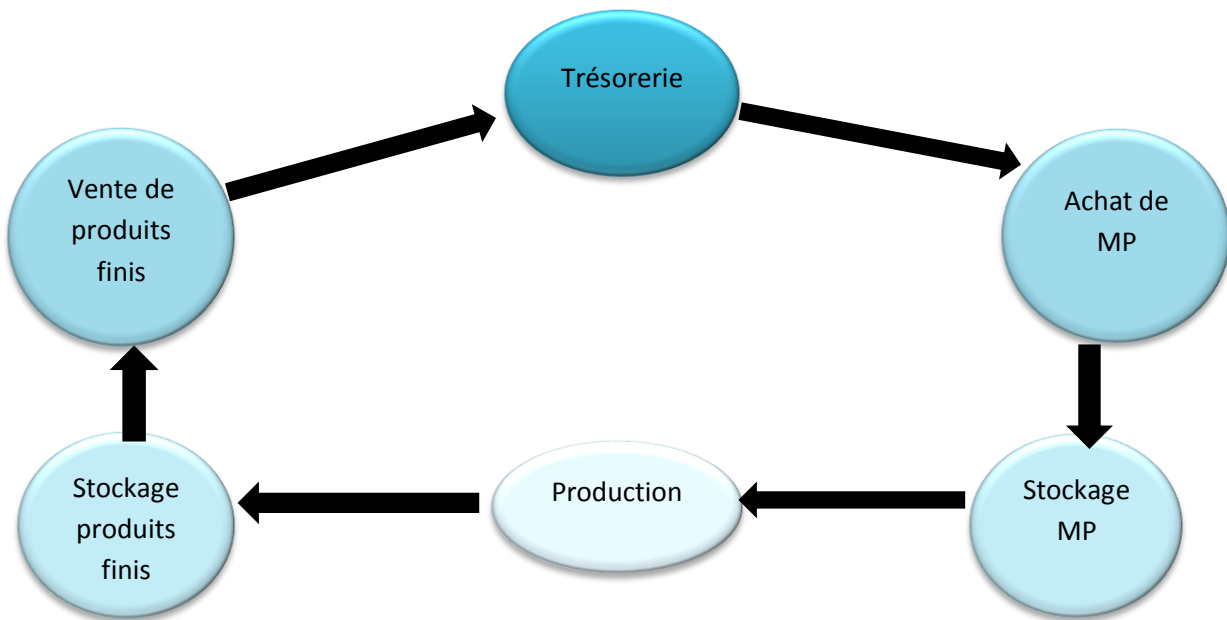 Trésorerie
Vente de
produits
finis
Achat de
MP
Stockage
produits
finis
Production
Stockage
MP